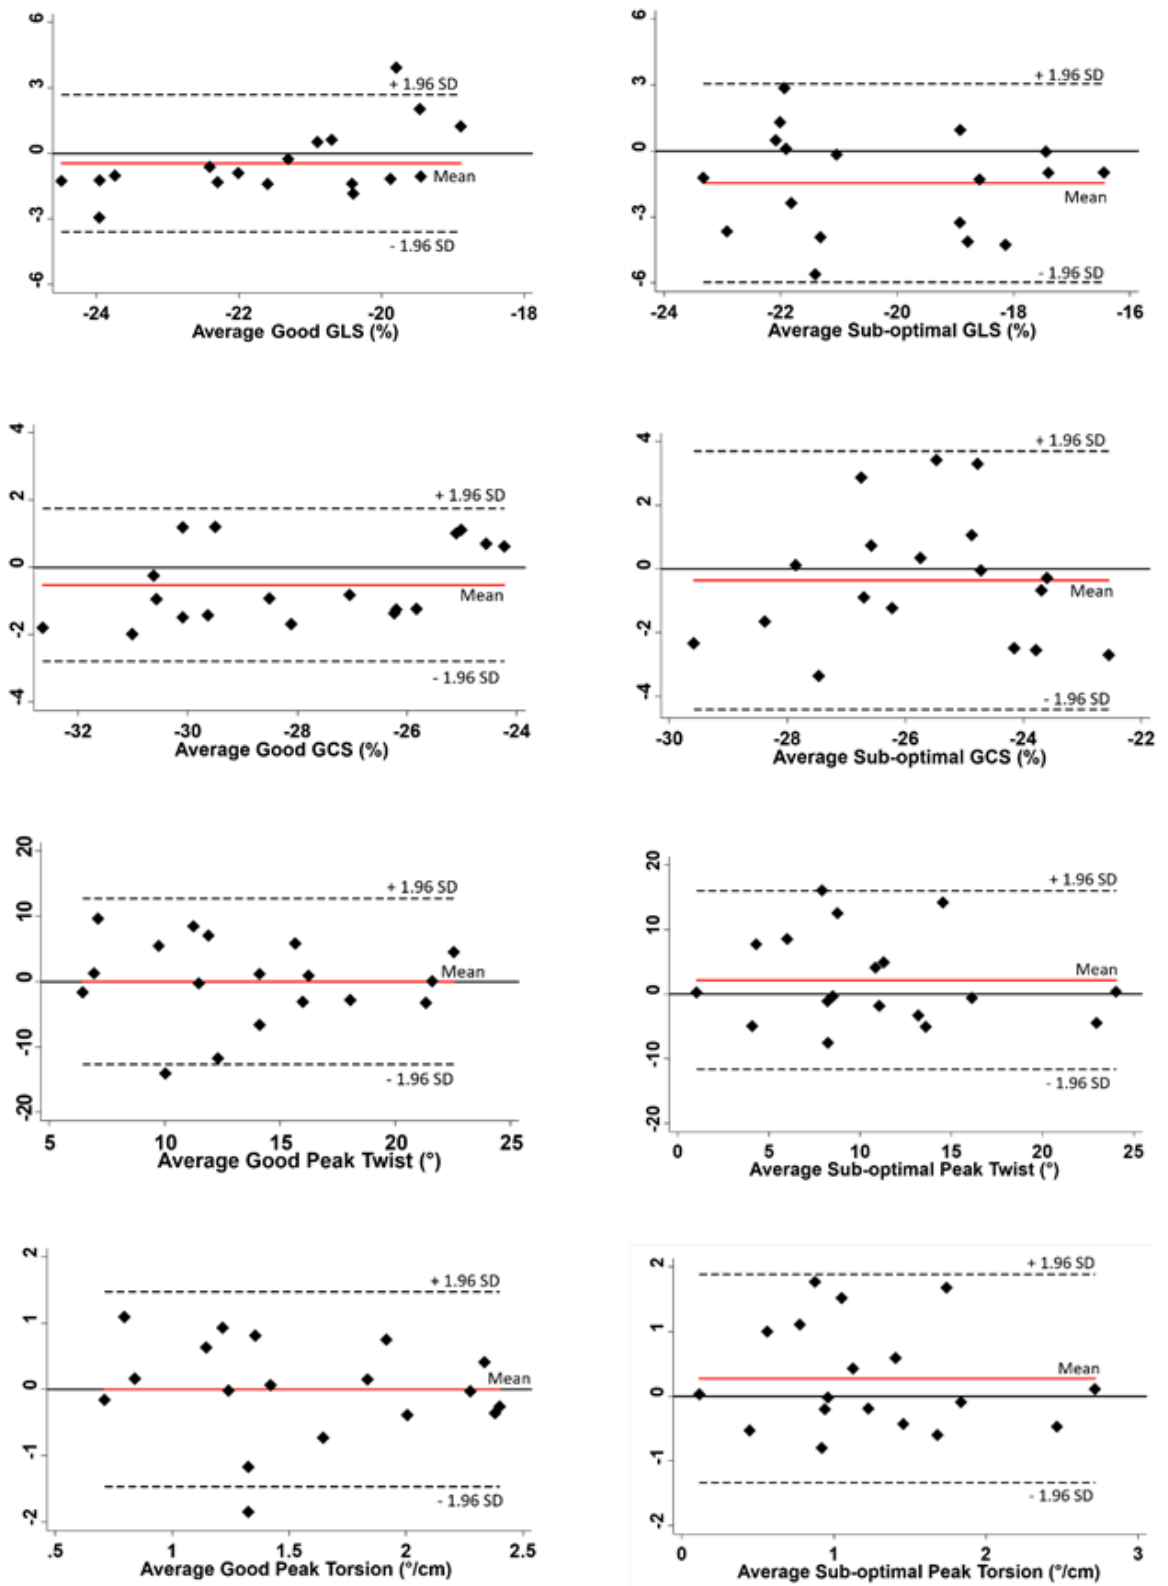 6
3
0
-3
-6
+ 1.96 SD
Mean
- 1.96 SD
-24 -22 -20 -18
Average Good GLS (%)
6
3
0
-3
-6
+ 1.96 SD
Mean
- 1.96 SD
-24 -22 -20 -18 -16
Average Sub-optimal GLS (%)
4
2
0
-2
-4
+ 1.96 SD
Mean
- 1.96 SD
-32 -30 -28 -26 -24
Average Good GCS (%)
4
2
0
-2
-4
+ 1.96 SD
Mean
- 1.96 SD
-30 -28 -26 -24 -22
Average Sub-optimal GCS (%)
20
10
0
-10
-20
+ 1.96 SD
Mean
- 1.96 SD
5 10 15 20 25
Average Good Peak Twist (°)
20
10
0
-10
-20
+ 1.96 SD
Mean
- 1.96 SD
0 5 10 15 20 25
Average Sub-optimal Peak Twist (°)
2
1
0
-1
-2
+ 1.96 SD
Mean
- 1.96 SD
.5 1 1.5 2 2.5
Average Good Peak Torsion (°/cm)
2
1
0
-1
-2
+ 1.96 SD
Mean
- 1.96 SD
0 1 2 3
Average Sub-optimal Peak Torsion (°/cm)